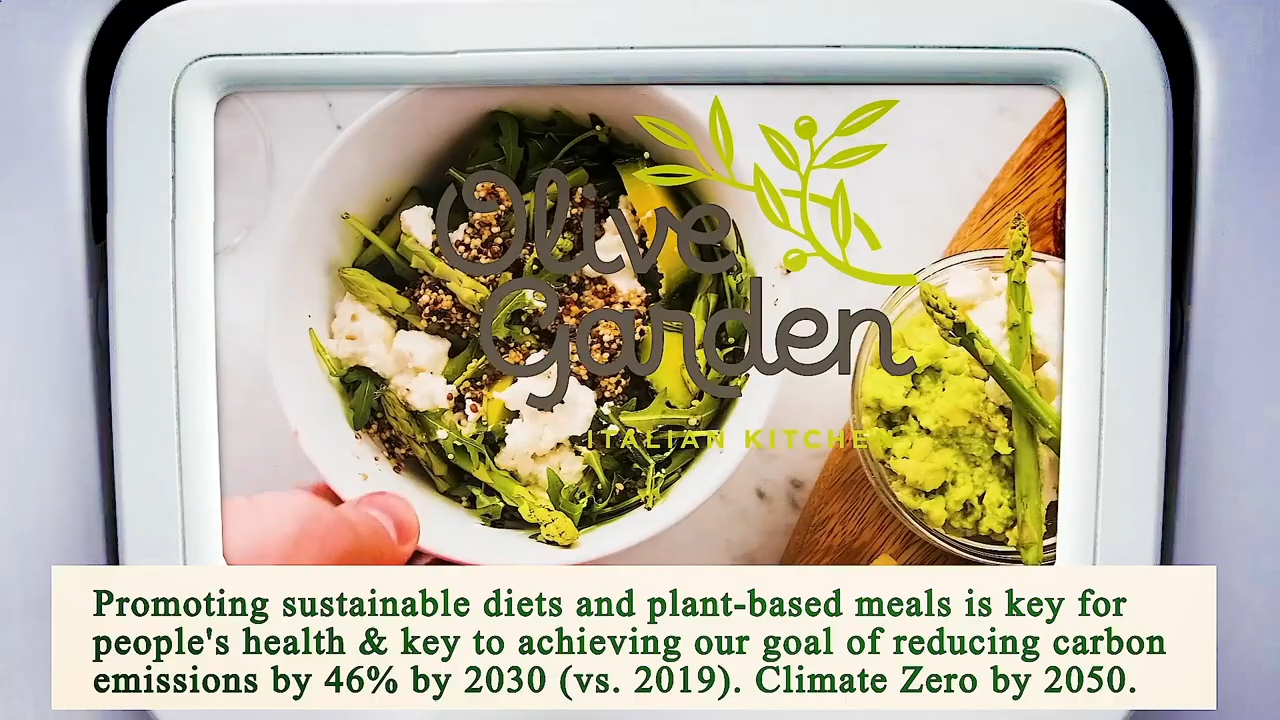 Olive
Garden
ITALIAN KITCHEN
Promoting sustainable diets and plant-based meals is key for
people's health & key to achieving our goal of reducing carbon
emissions by 46% by 2030 (vs. 2019). Climate Zero by 2050.